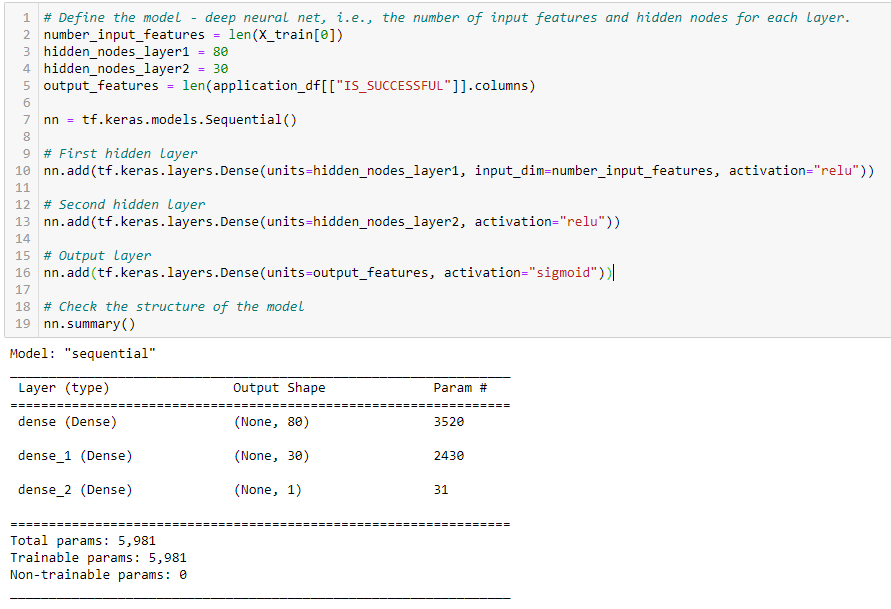 1 # Define the model - deep neural net, i.e., the number of input features and hidden nodes for each layer.
2 number_input_features = len(X_train[0])
3 hidden_nodes_layer1 = 80
4 hidden_nodes_layer2 = 30
5 output_features = len(application_df[["IS_SUCCESSFUL"]].columns)
6
7 nn = tf.keras.models.Sequential()
8
9 # First hidden layer
10 nn.add(tf.keras.layers.Dense(units=hidden_nodes_layer1, input_dim=number_input_features, activation="relu"))
11
12 # Second hidden layer
13 nn.add(tf.keras.layers.Dense(units=hidden_nodes_layer2, activation="relu"))
14
15 # Output layer
16 nn.add(tf.keras.layers.Dense(units=output_features, activation="sigmoid"))
17
18 # Check the structure of the model
19 nn.summary()
Model: "sequential"
_________________________________________________________________
Layer (type) Output Shape Param #
=================================================================
dense (Dense) (None, 80) 3520
dense_1 (Dense) (None, 30) 2430
dense_2 (Dense) (None, 1) 31
=================================================================
Total params: 5,981
Trainable params: 5,981
Non-trainable params: 0
_________________________________________________________________